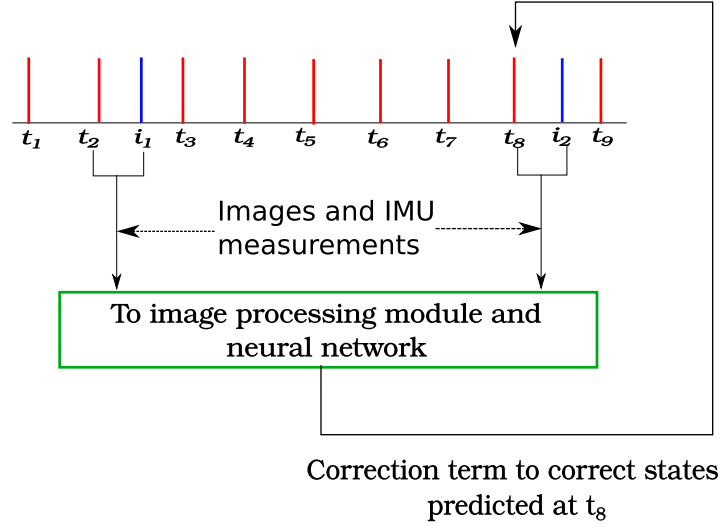 t1 t2 i1 t3 t4 t5 t6 t7 t8 i2 t9
Images and IMU
measurements
To image processing module and
neural network
Correction term to correct states
predicted at t8